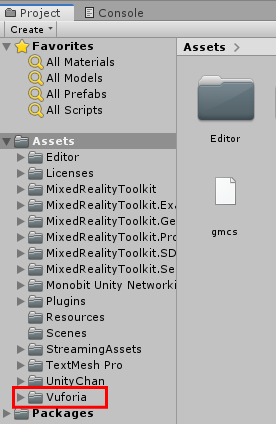 Project
Console
Create
Favorites
All Materials
All Models
All Prefabs
All Scripts
Assets
Editor
Licenses
MixedRealityToolkit
MixedRealityToolkit.Exa
MixedRealityToolkit.Ge
MixedRealityToolkit.Pro
MixedRealityToolkit.SD
MixedRealityToolkit.Se
Monobit Unity Networki
Plugins
Resources
Scenes
StreamingAssets
TextMesh Pro
UnityChan
Vuforia
Packages
Assets
Editor
gmcs